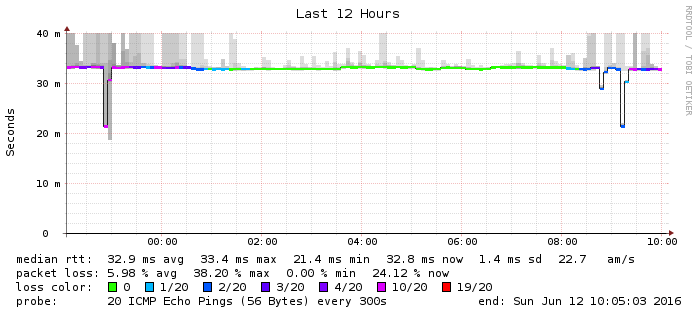 Last 12 Hours
RRDTOOL / TOBI OETIKER
Seconds
40 m
30 m
20 m
10 m
0
00:00 02:00 04:00 06:00 08:00 10:00
median rtt: 32.9 ms avg 33.4 ms max 21.4 ms min 32.8 ms now 1.4 ms sd 22.7 am/s
packet loss: 5.98 % avg 38.20 % max 0.00 % min 24.12 % now
loss color: 0 1/20 2/20 3/20 4/20 10/20 19/20
probe: 20 ICMP Echo Pings (56 Bytes) every 300s end: Sun Jun 12 10:05:03 2016